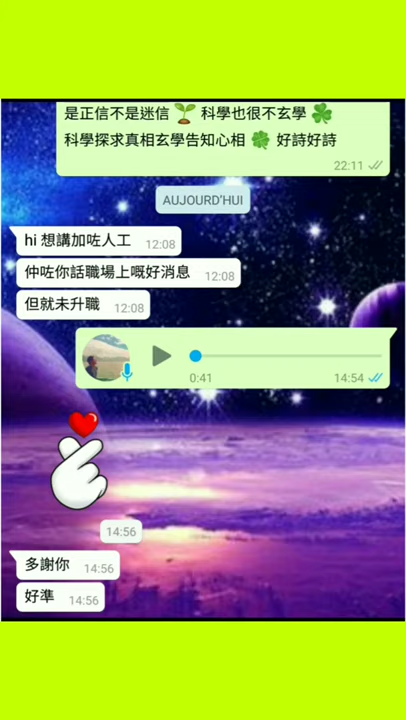 是正信不是迷信🌱 科學也很不玄學☘️
科學探求真相玄學告知心相🍀 好詩好詩
22:11
AUJOURD'HUI
hi 想講加咗人工 12:08
仲咗你話職場上嘅好消息 12:08
但就未升職 12:08
0:41 14:54
14:56
多謝你 14:56
好準 14:56